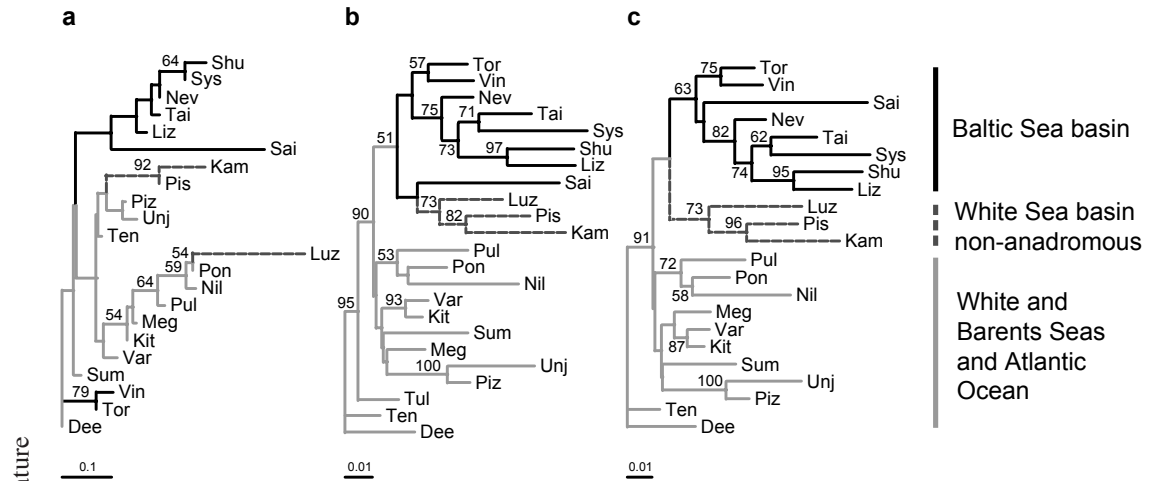 a
64
Shu
Sys
Nev
Tai
Liz
Sai
92
Kam
Pis
Piz
Unj
Ten
54
Luz
59
Pon
Nil
64
Pul
54
Meg
Kit
Var
Sum
79
Vin
Tor
Dee
0.1
b
57
Tor
Vin
75
Nev
71
Tai
Sys
73
97
Shu
Liz
51
Sai
73
Luz
82
Pis
Kam
90
53
Pul
Pon
Nil
93
Var
Kit
Sum
Meg
100
Unj
Piz
95
Tul
Ten
Dee
0.01
c
75
Tor
Vin
63
Sai
82
Nev
62
Tai
Sys
74
95
Shu
Liz
73
Luz
96
Pis
Kam
91
72
Pul
Pon
58
Nil
Meg
Var
87
Kit
Sum
100
Unj
Piz
Ten
Dee
0.01
Baltic Sea basin
White Sea basin
non-anadromous
White and
Barents Seas
and Atlantic
Ocean